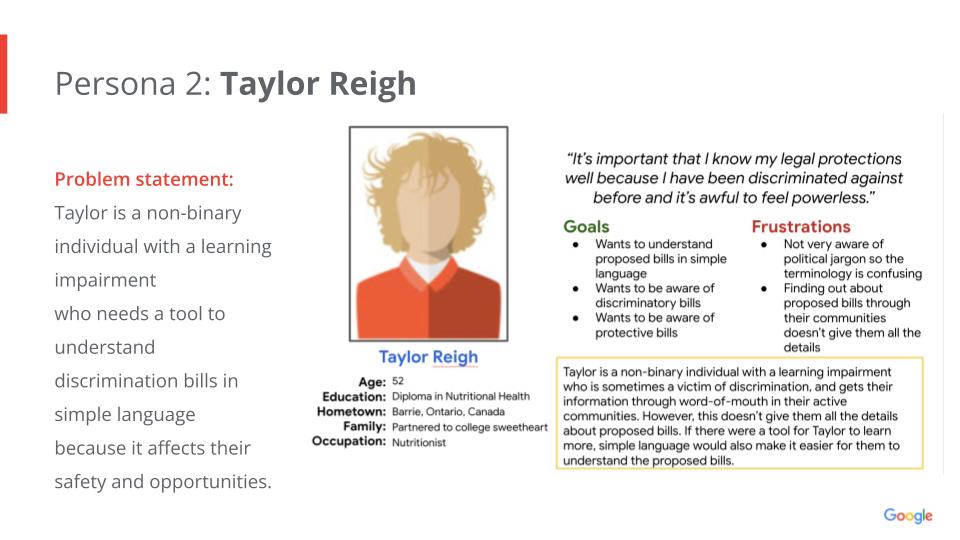 Persona 2: Taylor Reigh
Problem statement:
Taylor is a non-binary
individual with a learning
impairment
who needs a tool to
understand
discrimination bills in
simple language
because it affects their
safety and opportunities.
Taylor Reigh
Age: 52
Education: Diploma in Nutritional Health
Hometown: Barrie, Ontario, Canada
Family: Partnered to college sweetheart
Occupation: Nutritionist
“It’s important that I know my legal protections
well because I have been discriminated against
before and it’s awful to feel powerless.”
Goals
● Wants to understand
proposed bills in simple
language
● Wants to be aware of
discriminatory bills
● Wants to be aware of
protective bills
Frustrations
● Not very aware of
political jargon so the
terminology is confusing
● Finding out about
proposed bills through
their communities
doesn’t give them all the
details
Taylor is a non-binary individual with a learning impairment
who is sometimes a victim of discrimination, and gets their
information through word-of-mouth in their active
communities. However, this doesn’t give them all the details
about proposed bills. If there were a tool for Taylor to learn
more, simple language would also make it easier for them to
understand the proposed bills.
Google